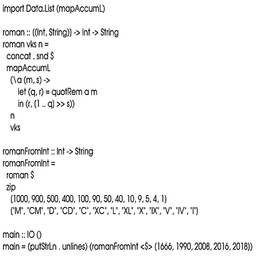 import Data.List (mapAccumL)
roman :: ((Int, String)) -> Int -> String
roman vks n =
concat . snd $
mapAccumL
(\a (m, s) ->
let (q, r) = quotRem a m
in (r, (1 .. q) >> s))
n
vks
romanFromInt :: Int -> String
romanFromInt =
roman $
zip
(1000, 900, 500, 400, 100, 90, 50, 40, 10, 9, 5, 4, 1)
("M", "CM", "D", "CD", "C", "XC", "L", "XL", "X", "IX", "V", "IV", "I")
main :: IO ()
main = (putStrLn . unlines) (romanFromInt <$> (1666, 1990, 2008, 2016, 2018))